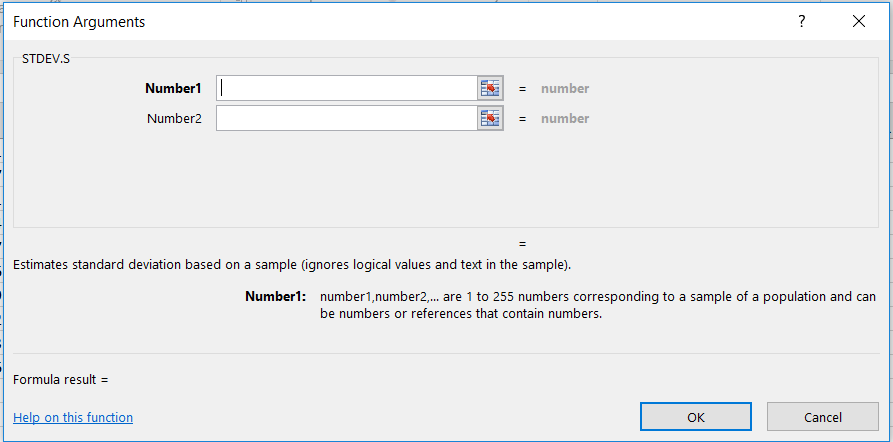 Function Arguments ?
STDEV.S
Number1 = number
Number2 = number
=
Estimates standard deviation based on a sample (ignores logical values and text in the sample).
Number1: number1,number2,... are 1 to 255 numbers corresponding to a sample of a population and can
be numbers or references that contain numbers.
Formula result =
Help on this function
OK Cancel